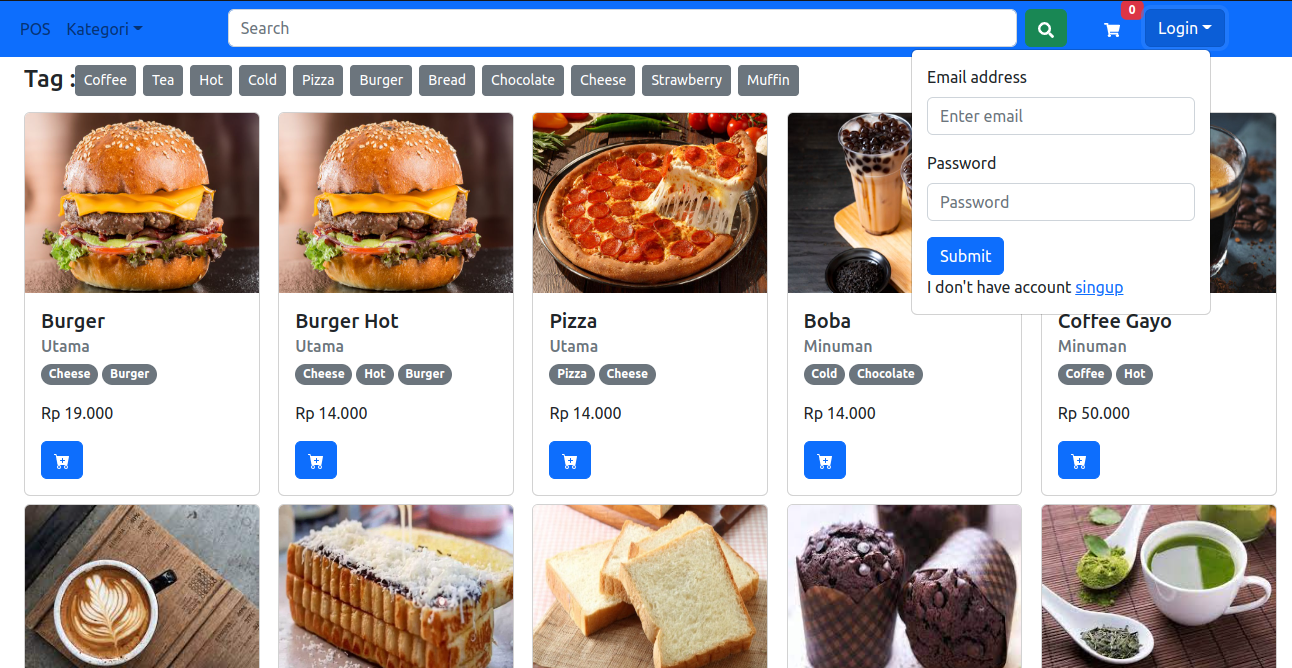 POS Kategori Search 0 Login
Tag : Coffee Tea Hot Cold Pizza Burger Bread Chocolate Cheese Strawberry Muffin
Email address
Enter email
Password
Password
Submit
I don't have account singup
Burger
Utama
Cheese Burger
Rp 19.000
Burger Hot
Utama
Cheese Hot Burger
Rp 14.000
Pizza
Utama
Pizza Cheese
Rp 14.000
Boba
Minuman
Cold Chocolate
Rp 14.000
Coffee Gayo
Minuman
Coffee Hot
Rp 50.000